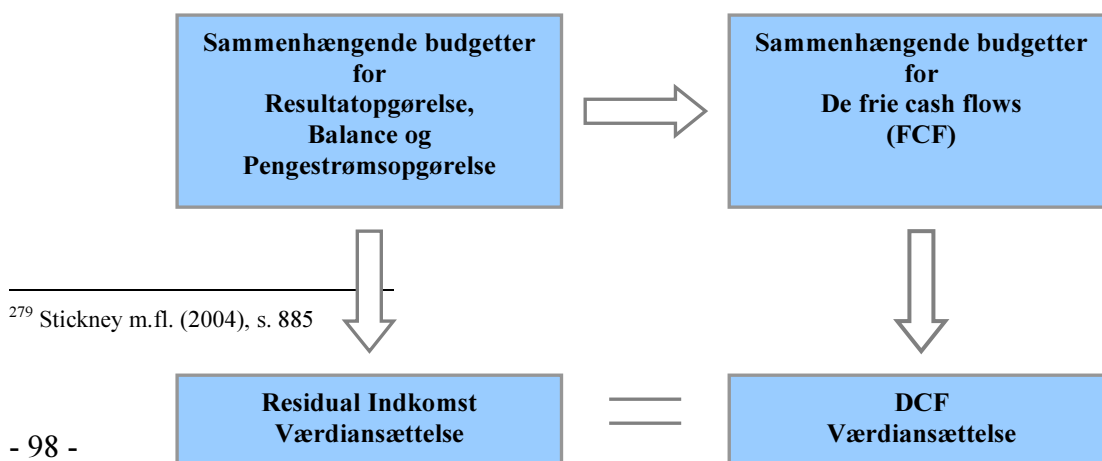 Sammenhængende budgetter
for
Resultatopgørelse,
Balance og
Pengestrømsopgørelse
Sammenhængende budgetter
for
De frie cash flows
(FCF)
279 Stickney m.fl. (2004), s. 885
Residual Indkomst
Værdiansættelse
DCF
Værdiansættelse
- 98 -